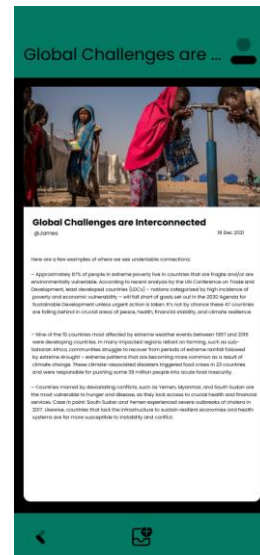 Global Challenges are ...
Global Challenges are Interconnected
@James 18 Dec 2021
Here are a few examples of where we see undeniable connections:
– Approximately 87% of people in extreme poverty live in countries that are fragile and/or are
environmentally vulnerable. According to recent analysis by the UN Conference on Trade and
Development, least developed countries (LDCs) – nations categorized by high incidence of
poverty and economic vulnerability – will fall short of goals set out in the 2030 Agenda for
Sustainable Development unless urgent action is taken. It's not by chance these 47 countries
are falling behind in crucial areas of peace, health, financial stability, and climate resilience.
– Nine of the 10 countries most affected by extreme weather events between 1997 and 2016
were developing countries. In many impacted regions reliant on farming, such as sub-
Saharan Africa, communities struggle to recover from periods of extreme rainfall followed
by extreme drought – extreme patterns that are becoming more common as a result of
climate change. These climate-associated disasters triggered food crises in 23 countries
and were responsible for pushing some 39 million people into acute food insecurity.
– Countries marred by devastating conflicts, such as Yemen, Myanmar, and South Sudan are
the most vulnerable to hunger and disease, as they lack access to crucial health and financial
services. Case in point: South Sudan and Yemen experienced severe outbreaks of cholera in
2017. Likewise, countries that lack the infrastructure to sustain resilient economies and health
systems are far more susceptible to instability and conflict.